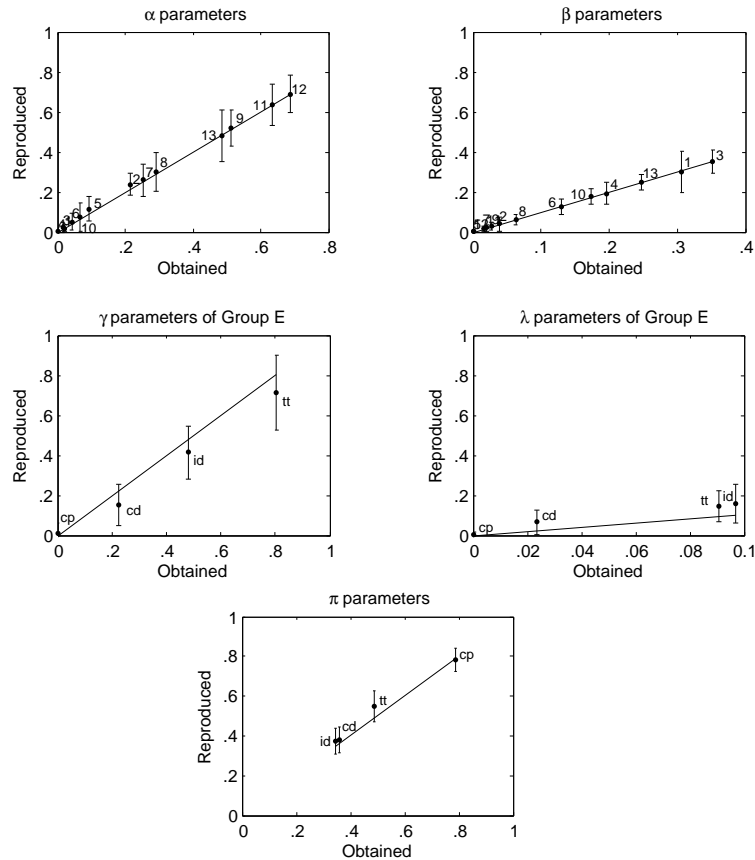 α parameters
1
.8
.6
.4
.2
0
Reproduced
6
5
10
2
7
8
13
9
11
12
0 .2 .4 .6 .8
Obtained
β parameters
1
.8
.6
.4
.2
0
Reproduced
2
8
6
10
4
13
1
3
0 .1 .2 .3 .4
Obtained
γ parameters of Group E
1
.8
.6
.4
.2
0
Reproduced
cp
cd
id
tt
0 .2 .4 .6 .8 1
Obtained
λ parameters of Group E
1
.8
.6
.4
.2
0
Reproduced
cp
cd
tt
id
0 0.02 0.04 0.06 0.08 0.1
Obtained
π parameters
1
.8
.6
.4
.2
0
Reproduced
id
cd
tt
cp
0 .2 .4 .6 .8 1
Obtained